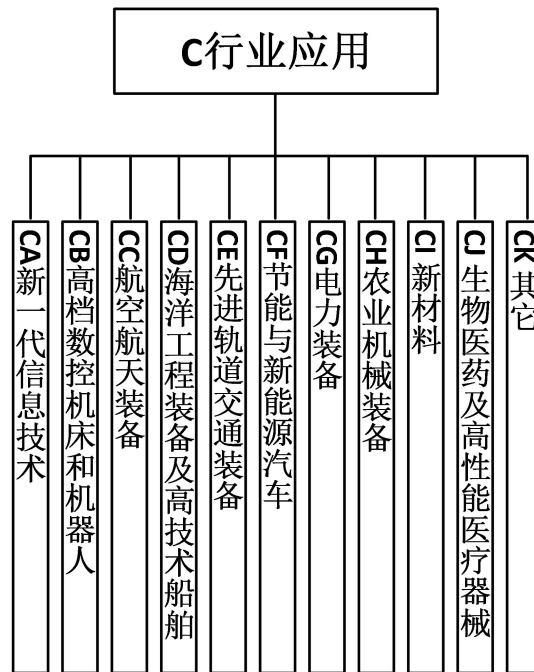 C行业应用
CA新一代信息技术
CB高档数控机床和机器人
CC航空航天装备
CD海洋工程装备及高技术船舶
CE先进轨道交通装备
CF节能与新能源汽车
CG电力装备
CH农业机械装备
CI新材料
CJ生物医药及高性能医疗器械
CK其它